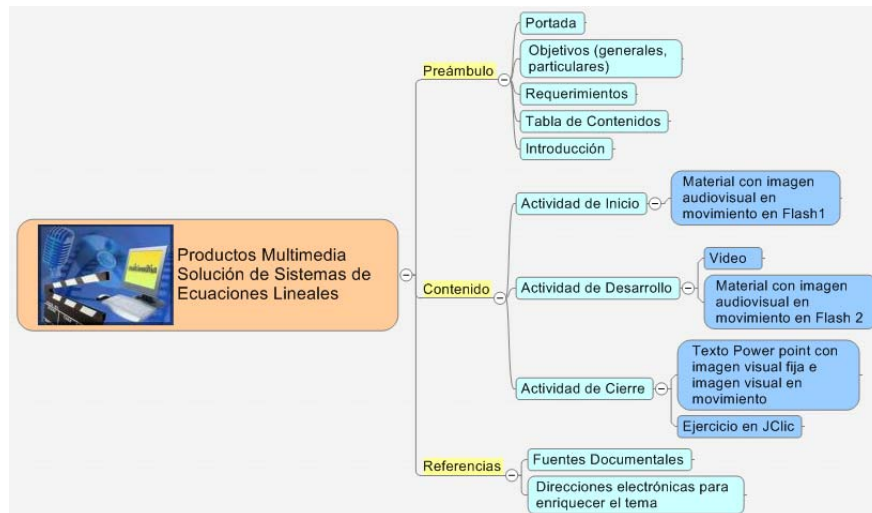 Portada
Objetivos (generales,
particulares)
Preámbulo
Requerimientos
Tabla de Contenidos
Introducción
Productos Multimedia
Solución de Sistemas de
Ecuaciones Lineales
Contenido
Actividad de Inicio
Material con imagen
audiovisual en
movimiento en Flash1
Actividad de Desarrollo
Video
Material con imagen
audiovisual en
movimiento en Flash 2
Actividad de Cierre
Texto Power point con
imagen visual fija e
imagen visual en
movimiento
Ejercicio en JClic
Referencias
Fuentes Documentales
Direcciones electrónicas para
enriquecer el tema